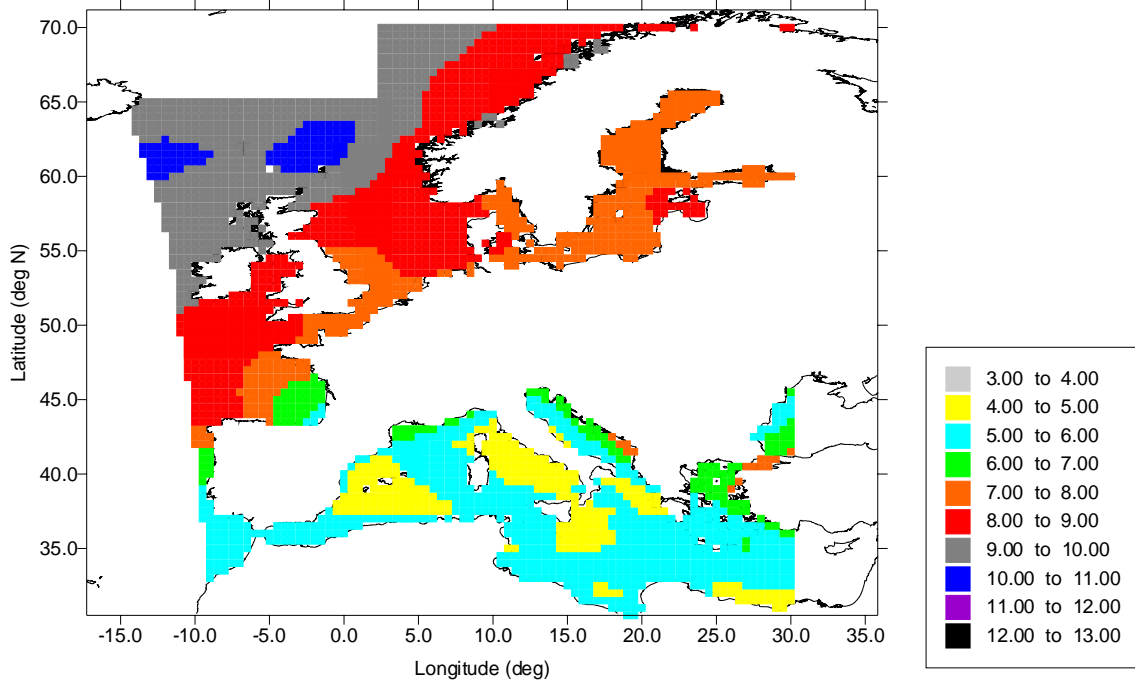 70.0
65.0
60.0
55.0
50.0
45.0
40.0
35.0
Latitude (deg N)
-15.0 -10.0 -5.0 0.0 5.0 10.0 15.0 20.0 25.0 30.0 35.0
Longitude (deg)
3.00 to 4.00
4.00 to 5.00
5.00 to 6.00
6.00 to 7.00
7.00 to 8.00
8.00 to 9.00
9.00 to 10.00
10.00 to 11.00
11.00 to 12.00
12.00 to 13.00